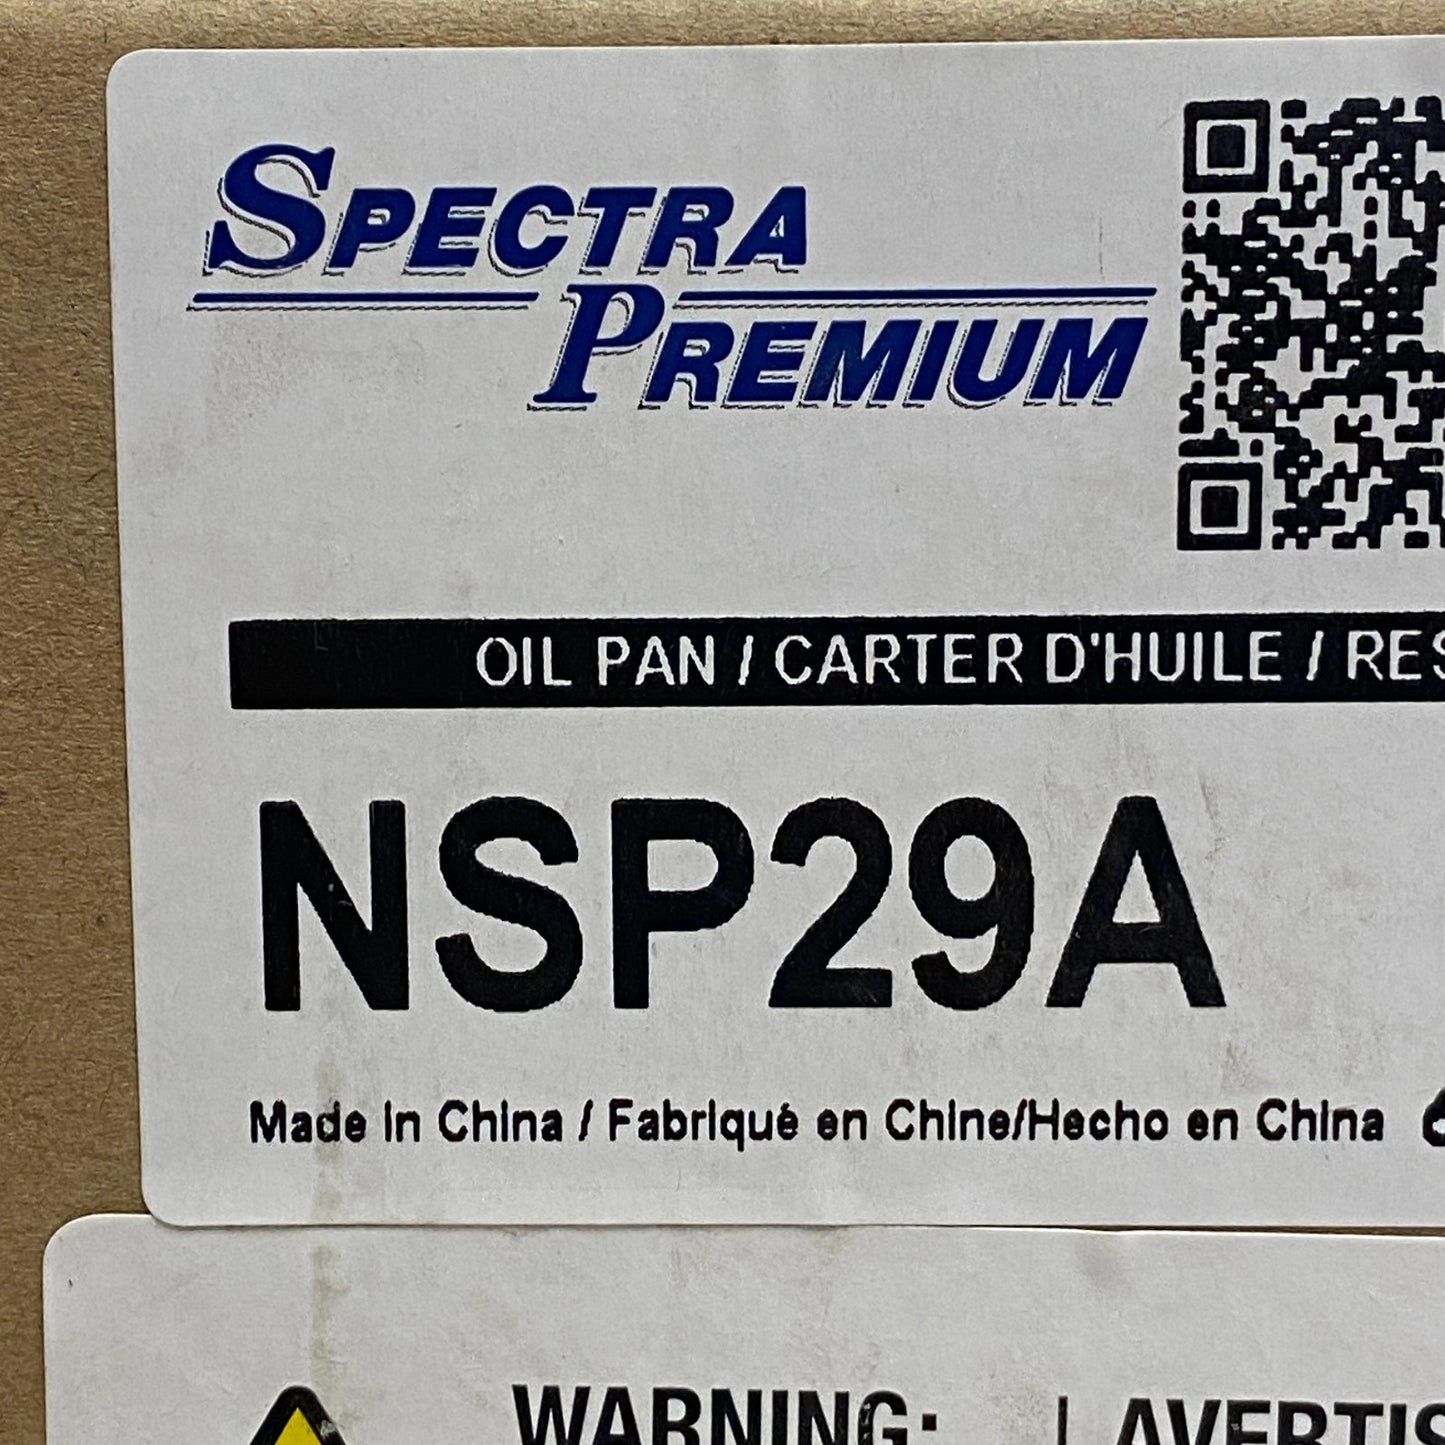 SPECTRA
PREMIUM
OIL PAN / CARTER D'HUILE / RES
NSP29A
Made in China / Fabriqué en Chine/Hecho en China
WARNING:
AVERTIS